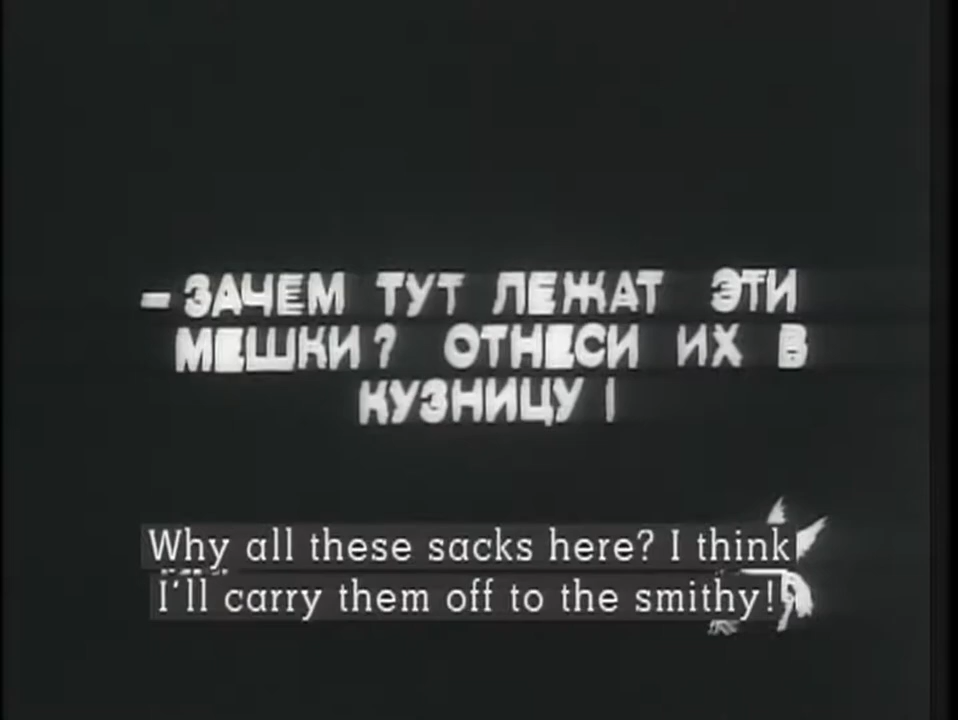 – ЗАЧЕМ ТУТ ЛЕЖАТ ЭТИ
МЕШКИ? ОТНЕСИ ИХ В
КУЗНИЦУ!
Why all these sacks here? I think
I'll carry them off to the smithy!